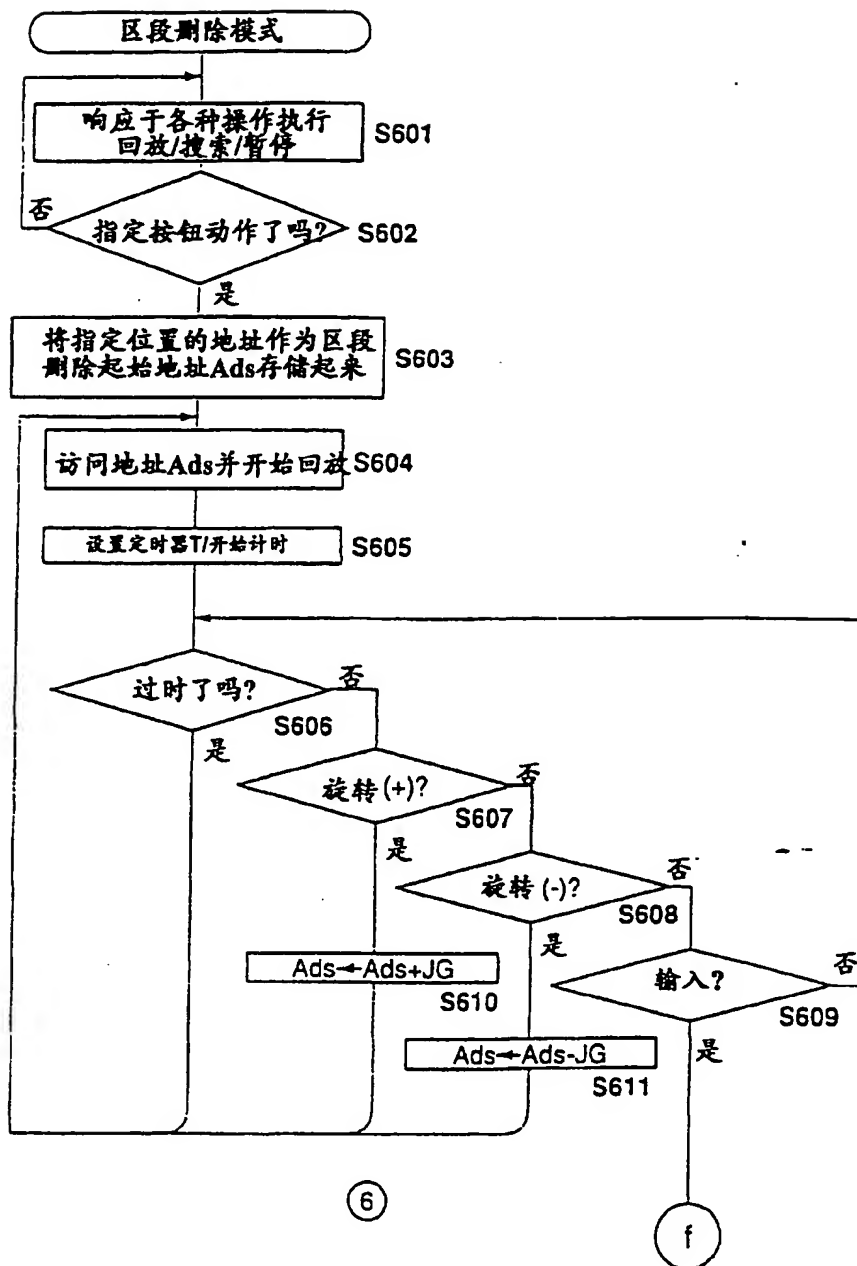 区段删除模式
响应于各种操作执行
回放/搜索/暂停
S601
否
指定按钮动作了吗?
S602
是
将指定位置的地址作为区段
删除起始地址Ads存储起来
S603
访问地址Ads并开始回放
S604
设置定时器T/开始计时
S605
过时了吗?
否
S606
是
旋转(+)?
否
S607
是
旋转(-)?
否
S608
是
Ads←Ads+JG
S610
输入?
否
S609
是
Ads←Ads-JG
S611
6
f